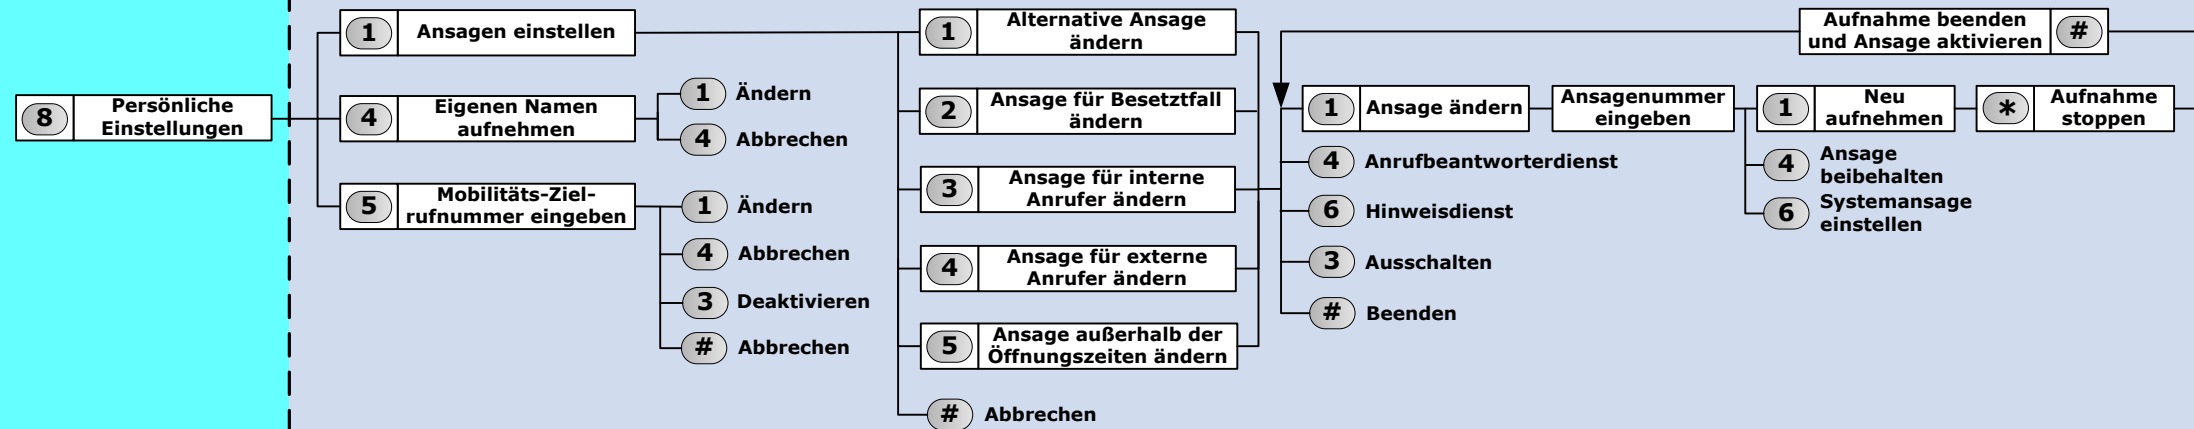 8 Persönliche
Einstellungen
1 Ansagen einstellen
4 Eigenen Namen
aufnehmen
1 Ändern
4 Abbrechen
5 Mobilitäts-Ziel-
rufnummer eingeben
1 Ändern
4 Abbrechen
3 Deaktivieren
# Abbrechen
1 Alternative Ansage
ändern
2 Ansage für Besetztfall
ändern
3 Ansage für interne
Anrufer ändern
4 Ansage für externe
Anrufer ändern
5 Ansage außerhalb der
Öffnungszeiten ändern
# Abbrechen
1 Ansage ändern
4 Anrufbeantworterdienst
6 Hinweisdienst
3 Ausschalten
# Beenden
Ansagenummer
eingeben
1 Neu
aufnehmen
4 Ansage
beibehalten
6 Systemansage
einstellen
* Aufnahme
stoppen
Aufnahme beenden
und Ansage aktivieren #